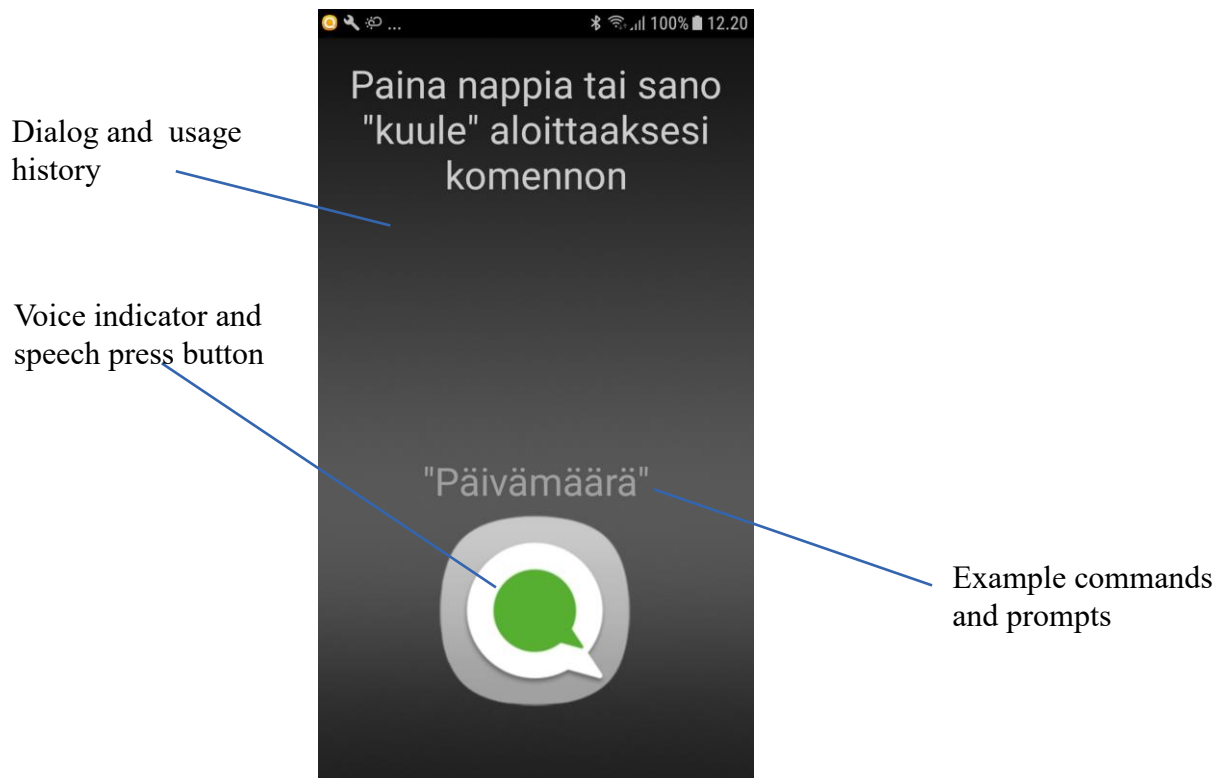 ... 100% 12.20
Paina nappia tai sano
"kuule" aloittaaksesi
komennon
Dialog and usage
history
Voice indicator and
speech press button
"Päivämäärä"
Example commands
and prompts